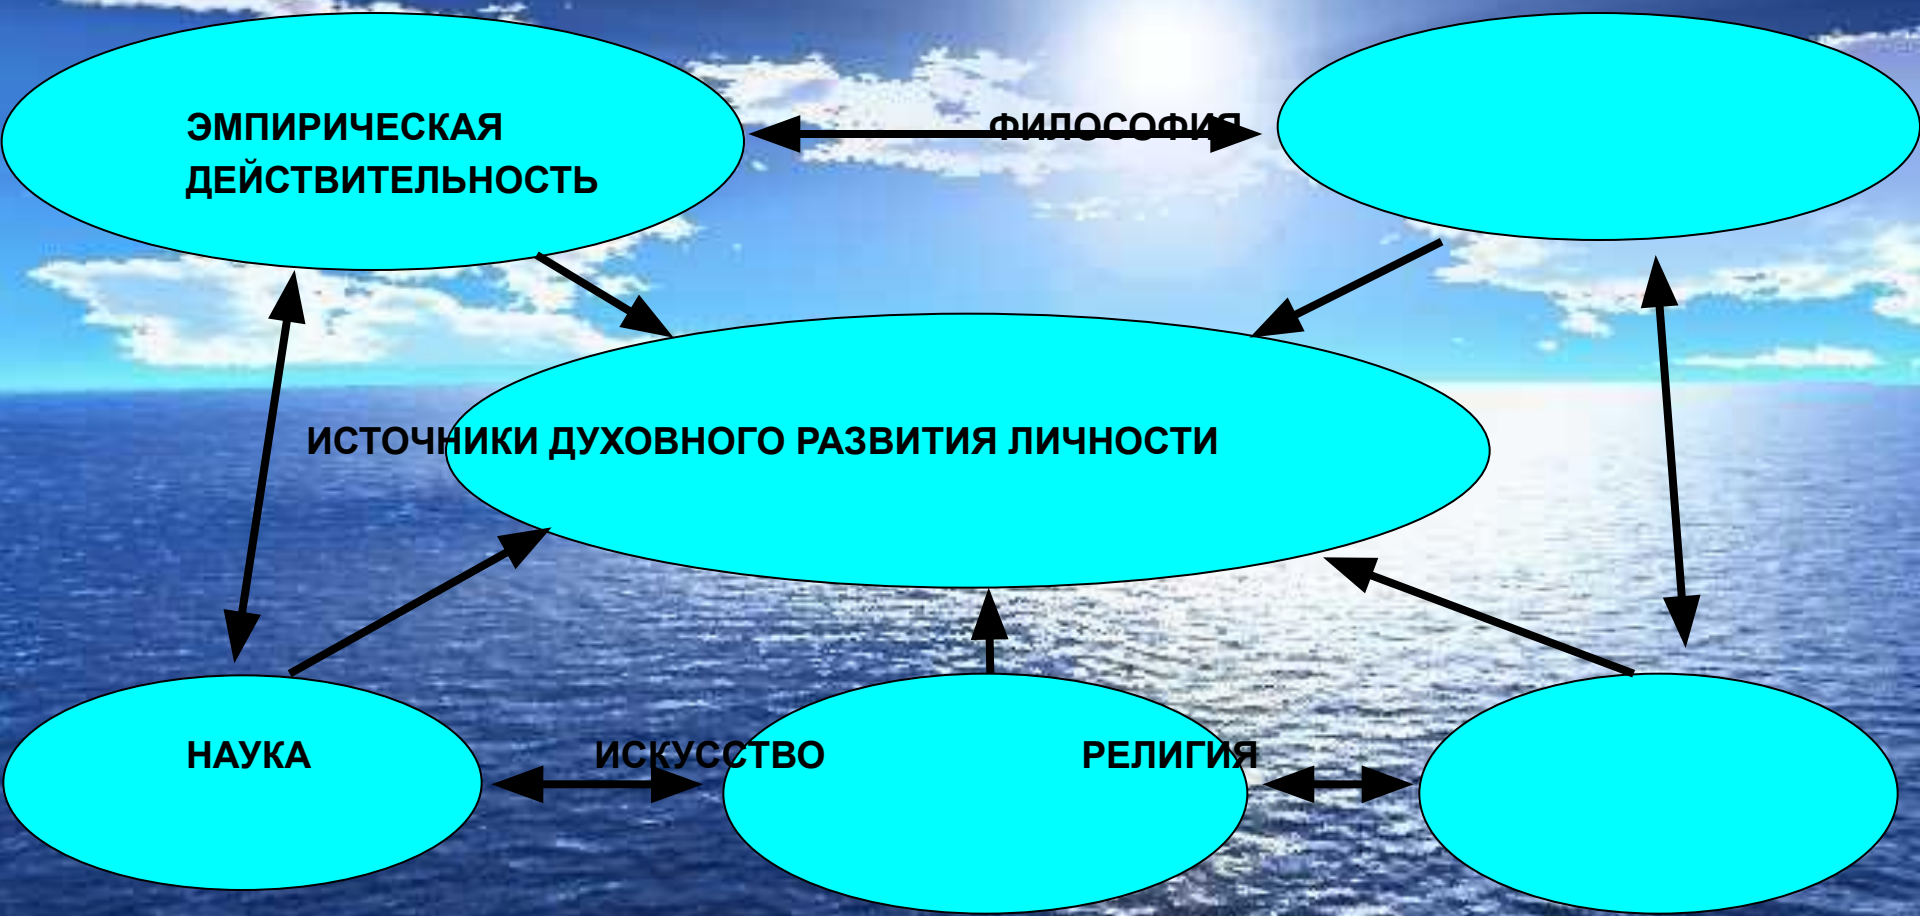 ЭМПИРИЧЕСКАЯ
ДЕЙСТВИТЕЛЬНОСТЬ
ФИЛОСОФИЯ
ИСТОЧНИКИ ДУХОВНОГО РАЗВИТИЯ ЛИЧНОСТИ
НАУКА
ИСКУССТВО
РЕЛИГИЯ